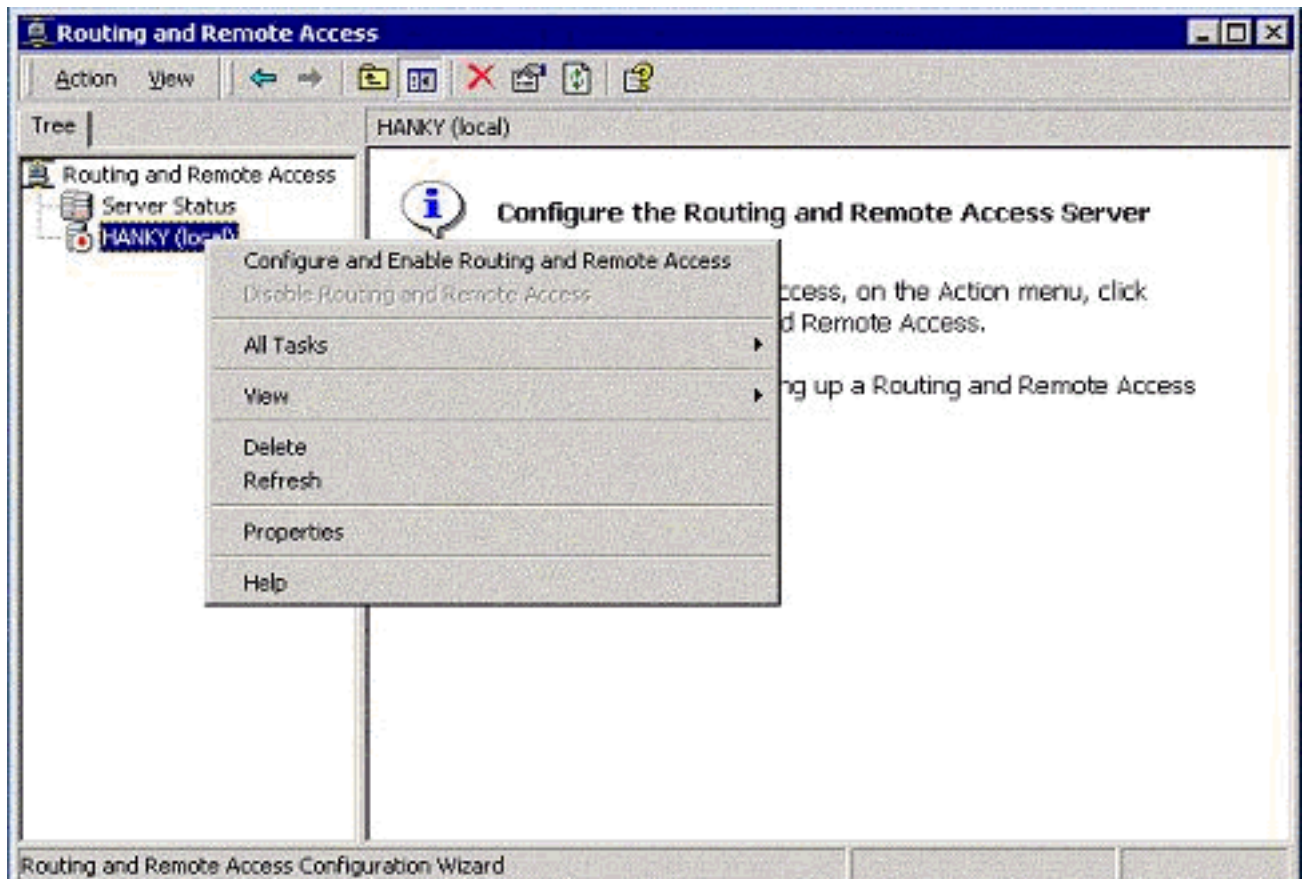 Routing and Remote Access
Action View
Tree
HANKY (local)
Routing and Remote Access
Server Status
HANKY (local)
Configure the Routing and Remote Access Server
Configure and Enable Routing and Remote Access
Disable Routing and Remote Access
All Tasks
View
Delete
Refresh
Properties
Help
ccess, on the Action menu, click
d Remote Access.
ng up a Routing and Remote Access
Routing and Remote Access Configuration Wizard